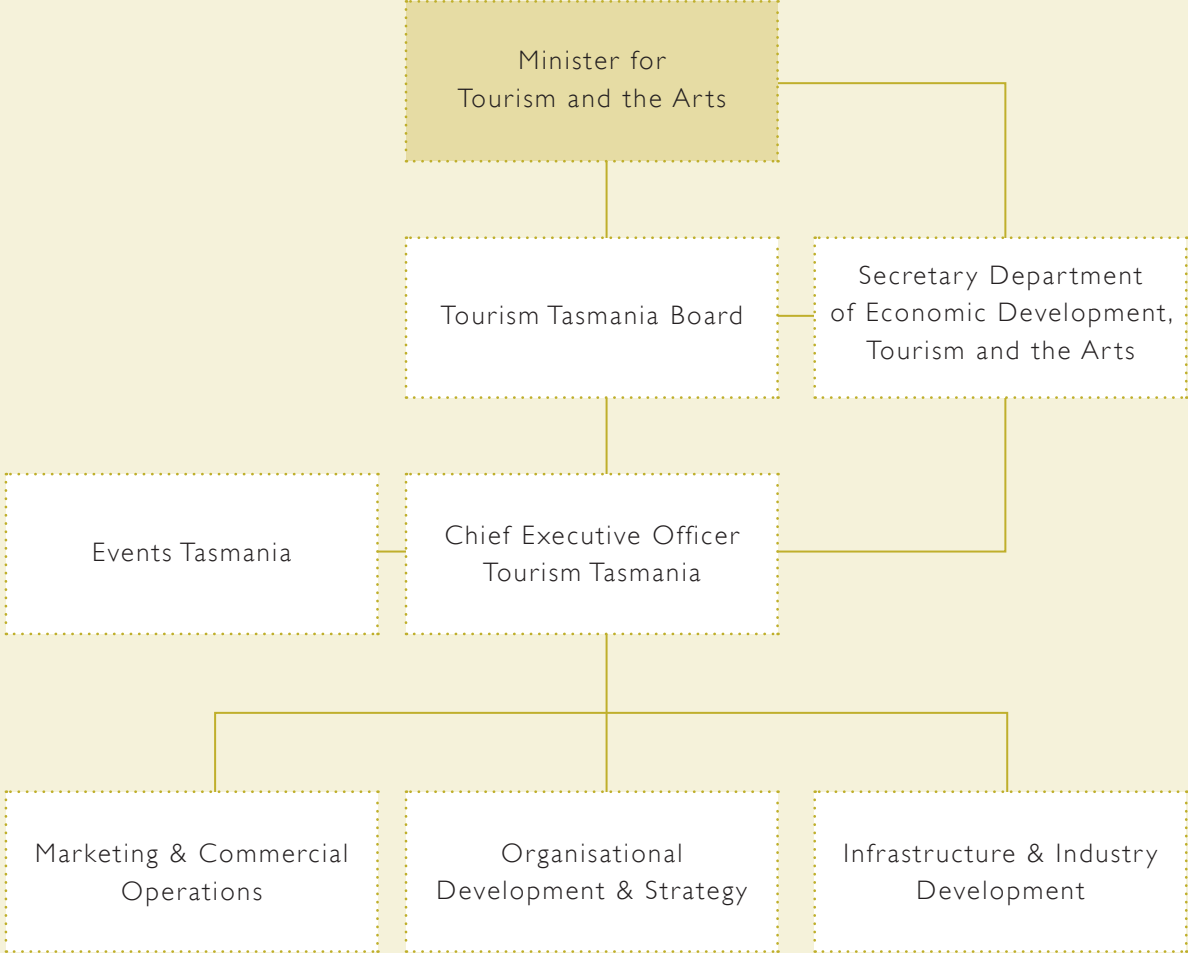 Minister for
Tourism and the Arts
Tourism Tasmania Board
Secretary Department
of Economic Development,
Tourism and the Arts
Events Tasmania
Chief Executive Officer
Tourism Tasmania
Marketing & Commercial
Operations
Organisational
Development & Strategy
Infrastructure & Industry
Development